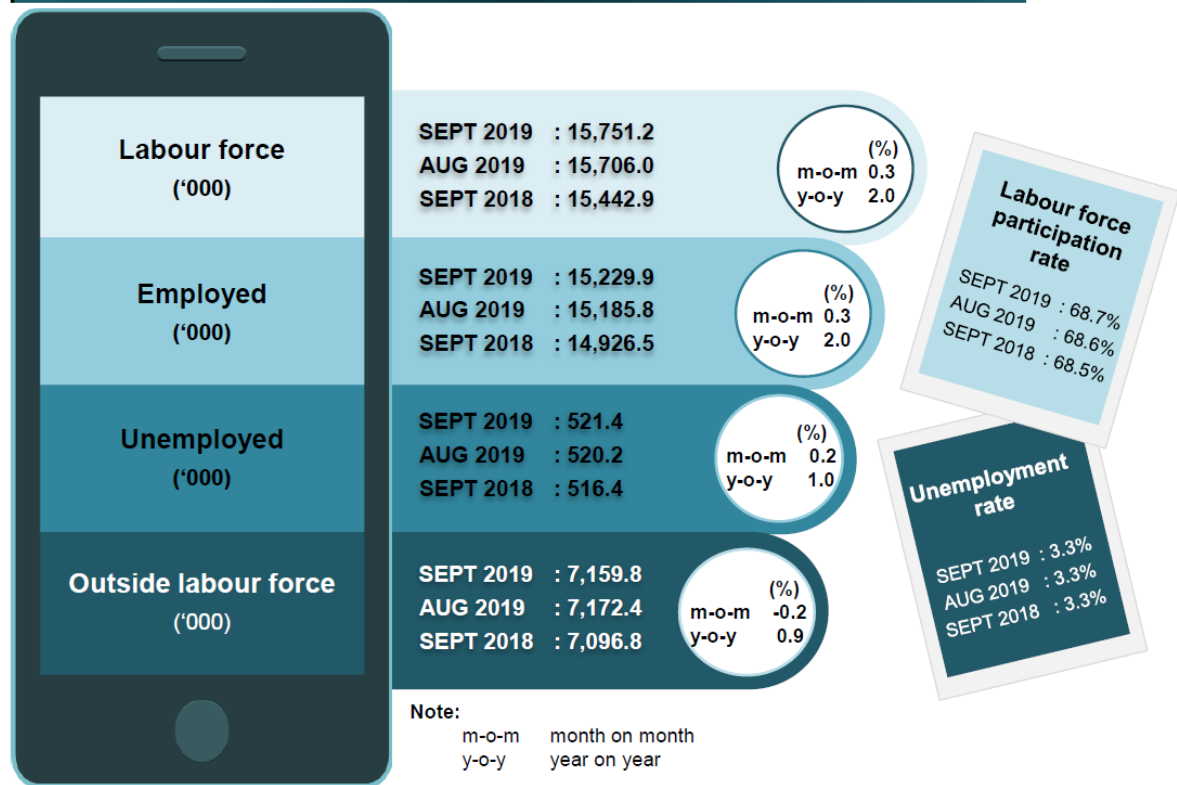 Labour force
(‘000)
SEPT 2019 : 15,751.2
AUG 2019 : 15,706.0
SEPT 2018 : 15,442.9
(%)
m-o-m 0.3
y-o-y 2.0
Employed
(‘000)
SEPT 2019 : 15,229.9
AUG 2019 : 15,185.8
SEPT 2018 : 14,926.5
(%)
m-o-m 0.3
y-o-y 2.0
Unemployed
(‘000)
SEPT 2019 : 521.4
AUG 2019 : 520.2
SEPT 2018 : 516.4
(%)
m-o-m 0.2
y-o-y 1.0
Outside labour force
(‘000)
SEPT 2019 : 7,159.8
AUG 2019 : 7,172.4
SEPT 2018 : 7,096.8
(%)
m-o-m -0.2
y-o-y 0.9
Labour force
participation
rate
SEPT 2019 : 68.7%
AUG 2019 : 68.6%
SEPT 2018 : 68.5%
Unemployment
rate
SEPT 2019 : 3.3%
AUG 2019 : 3.3%
SEPT 2018 : 3.3%
Note:
m-o-m month on month
y-o-y year on year